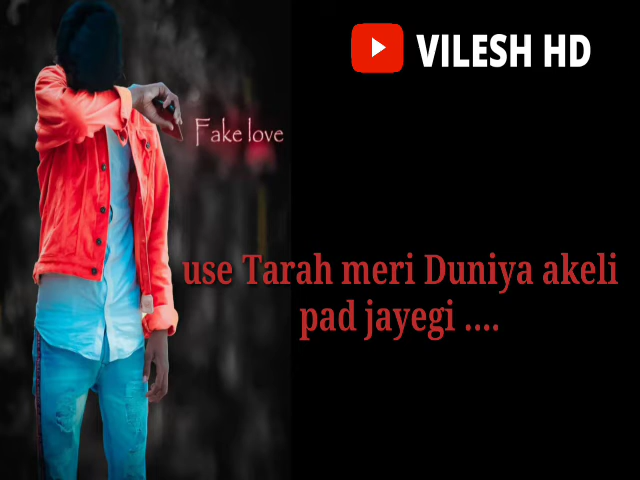 VILESH HD
Fake love
use Tarah meri Duniya akeli
pad jayegi ....